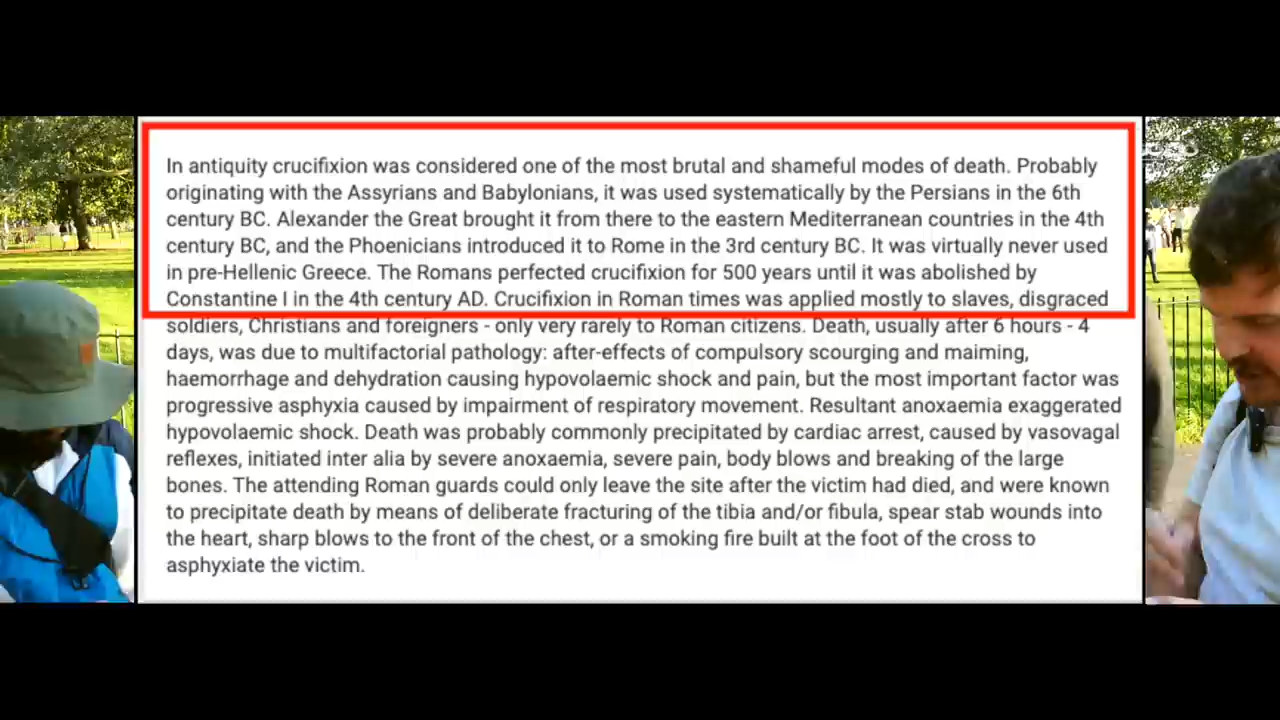 In antiquity crucifixion was considered one of the most brutal and shameful modes of death. Probably
originating with the Assyrians and Babylonians, it was used systematically by the Persians in the 6th
century BC. Alexander the Great brought it from there to the eastern Mediterranean countries in the 4th
century BC, and the Phoenicians introduced it to Rome in the 3rd century BC. It was virtually never used
in pre-Hellenic Greece. The Romans perfected crucifixion for 500 years until it was abolished by
Constantine I in the 4th century AD. Crucifixion in Roman times was applied mostly to slaves, disgraced
soldiers, Christians and foreigners - only very rarely to Roman citizens. Death, usually after 6 hours - 4
days, was due to multifactorial pathology: after-effects of compulsory scourging and maiming,
haemorrhage and dehydration causing hypovolaemic shock and pain, but the most important factor was
progressive asphyxia caused by impairment of respiratory movement. Resultant anoxaemia exaggerated
hypovolaemic shock. Death was probably commonly precipitated by cardiac arrest, caused by vasovagal
reflexes, initiated inter alia by severe anoxaemia, severe pain, body blows and breaking of the large
bones. The attending Roman guards could only leave the site after the victim had died, and were known
to precipitate death by means of deliberate fracturing of the tibia and/or fibula, spear stab wounds into
the heart, sharp blows to the front of the chest, or a smoking fire built at the foot of the cross to
asphyxiate the victim.